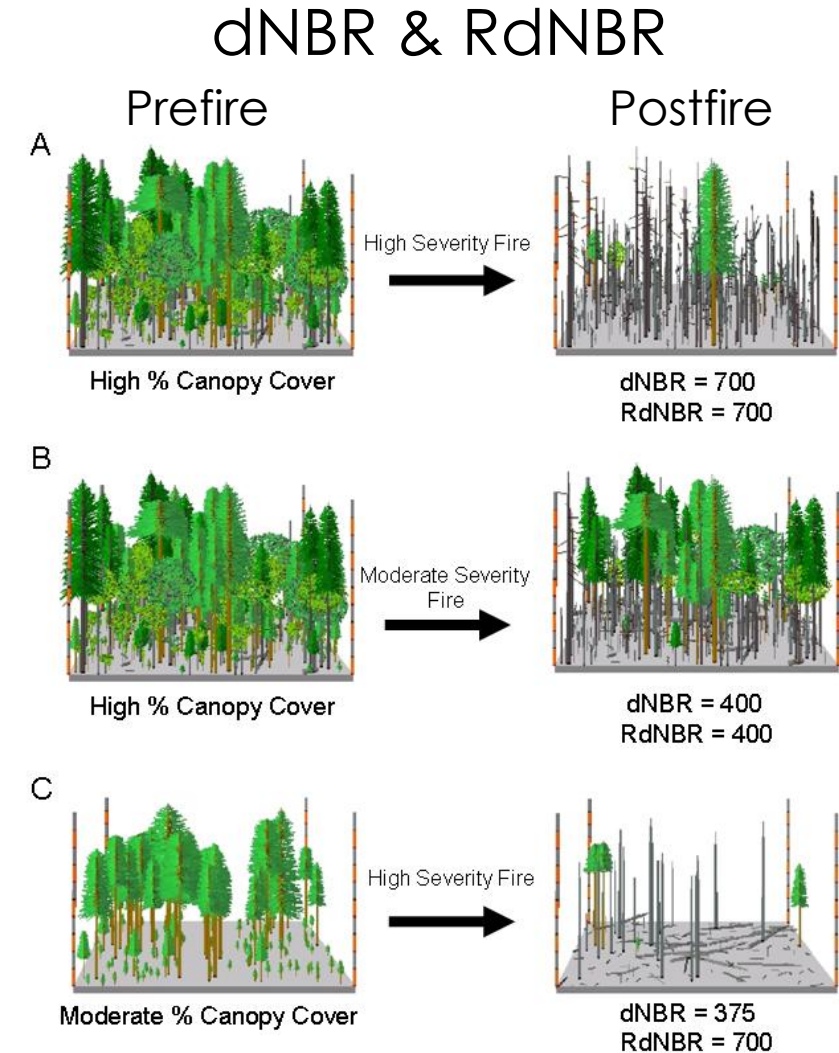 dNBR & RdNBR
Prefire
Postfire
A
High Severity Fire
High % Canopy Cover
dNBR = 700
RdNBR = 700
B
Moderate Severity
Fire
High % Canopy Cover
dNBR = 400
RdNBR = 400
C
High Severity Fire
Moderate % Canopy Cover
dNBR = 375
RdNBR = 700